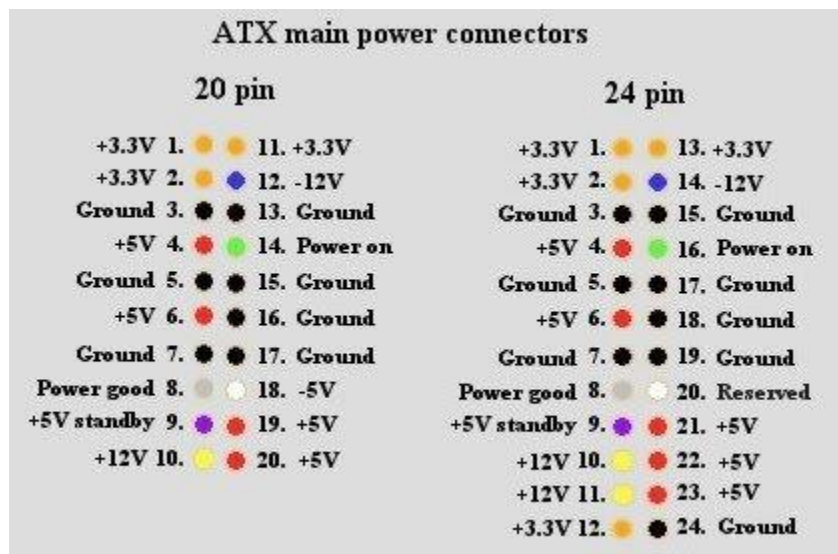 ATX main power connectors
20 pin
+3.3V 1. 11. +3.3V
+3.3V 2. 12. -12V
Ground 3. 13. Ground
+5V 4. 14. Power on
Ground 5. 15. Ground
+5V 6. 16. Ground
Ground 7. 17. Ground
Power good 8. 18. -5V
+5V standby 9. 19. +5V
+12V 10. 20. +5V
24 pin
+3.3V 1. 13. +3.3V
+3.3V 2. 14. -12V
Ground 3. 15. Ground
+5V 4. 16. Power on
Ground 5. 17. Ground
+5V 6. 18. Ground
Ground 7. 19. Ground
Power good 8. 20. Reserved
+5V standby 9. 21. +5V
+12V 10. 22. +5V
+12V 11. 23. +5V
+3.3V 12. 24. Ground